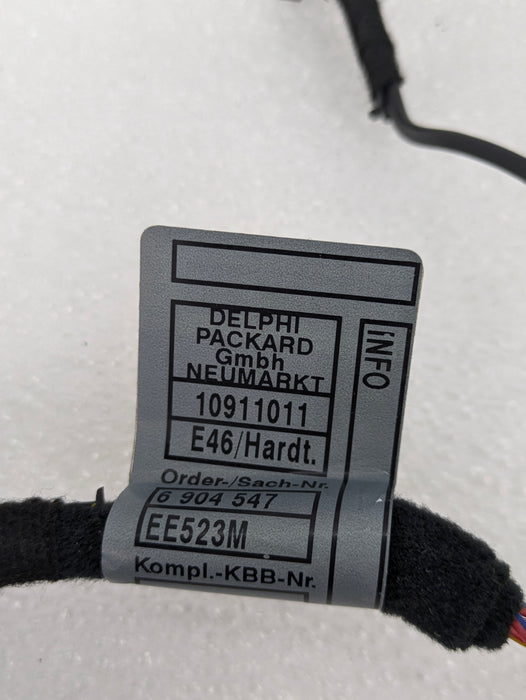 DELPHI
PACKARD
Gmbh
NEUMARKT
10911011
E46/Hardt.
INFO
Order-/Sach-Nr.
6 904 547
EE523M
Kompl.-KBB-Nr.